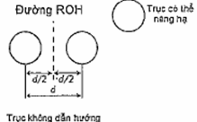 Đường ROH
Trục có thể
nâng hạ
d/2 d/2
d
Trục không dẫn hướng